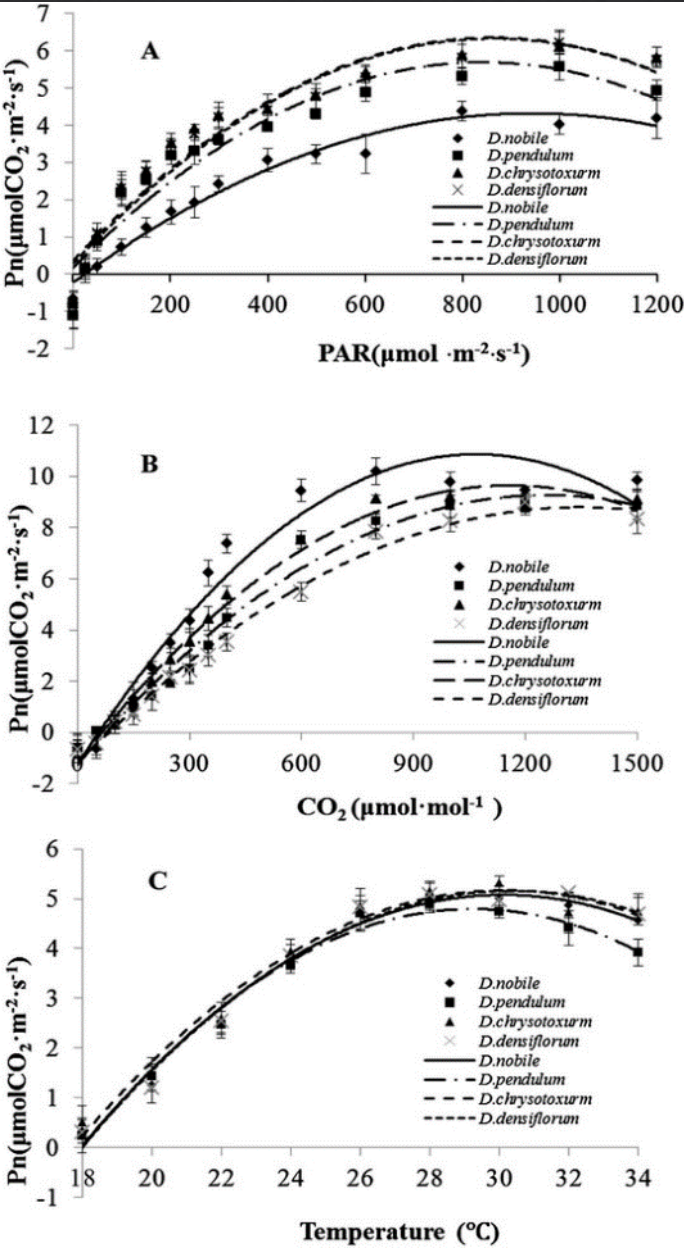 7
6
5
4
3
2
1
0
-1
-2
Pn(μmolCO₂·m⁻²·s⁻¹)
A
D.nobile
D.pendulum
D.chrysotoxurm
D.densiflorum
D.nobile
D.pendulum
D.chrysotoxurm
D.densiflorum
200 400 600 800 1000 1200
PAR(μmol ·m⁻²·s⁻¹)
12
10
8
6
4
2
0
-2
Pn(μmolCO₂·m⁻²·s⁻¹)
B
D.nobile
D.pendulum
D.chrysotoxurm
D.densiflorum
D.nobile
D.pendulum
D.chrysotoxurm
D.densiflorum
0 300 600 900 1200 1500
CO₂ (μmol·mol⁻¹ )
6
5
4
3
2
1
0
-1
Pn(μmolCO₂·m⁻²·s⁻¹)
C
D.nobile
D.pendulum
D.chrysotoxurm
D.densiflorum
D.nobile
D.pendulum
D.chrysotoxurm
D.densiflorum
18 20 22 24 26 28 30 32 34
Temperature (℃)